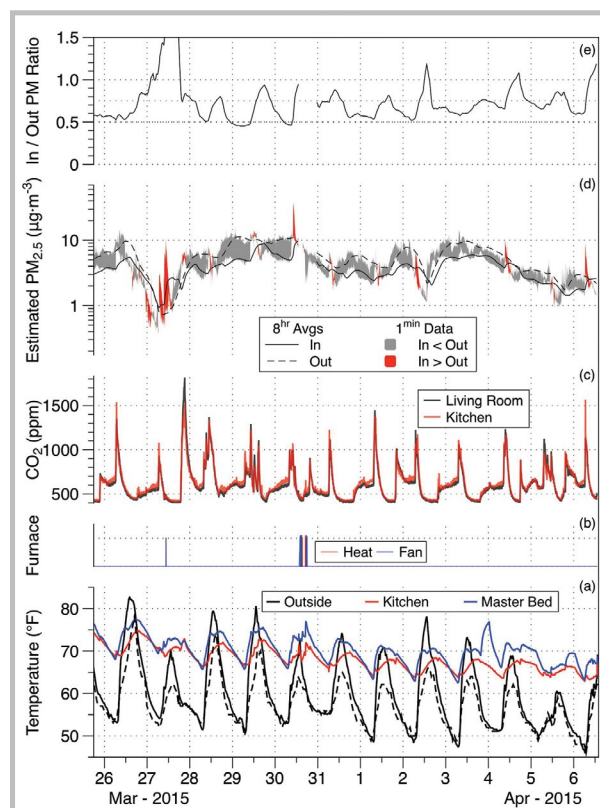 (e)
In / Out PM Ratio
1.5
1.0
0.5
0
(d)
Estimated PM2.5 (µg·m-3)
10
1
8hr Avgs
In
Out
1min Data
In < Out
In > Out
(c)
CO2 (ppm)
1500
1000
500
Living Room
Kitchen
(b)
Furnace
Heat
Fan
(a)
Temperature (°F)
80
70
60
50
Outside
Kitchen
Master Bed
26 27 28 29 30 31 1 2 3 4 5 6
Mar - 2015
Apr - 2015